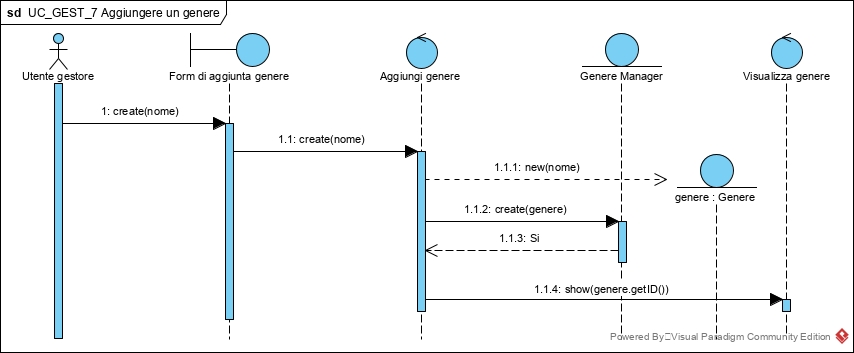 sd UC_GEST_7 Aggiungere un genere
Utente gestore
Form di aggiunta genere
Aggiungi genere
Genere Manager
Visualizza genere
1: create(nome)
1.1: create(nome)
1.1.1: new(nome)
genere : Genere
1.1.2: create(genere)
1.1.3: Si
1.1.4: show(genere.getID())
Powered By Visual Paradigm Community Edition